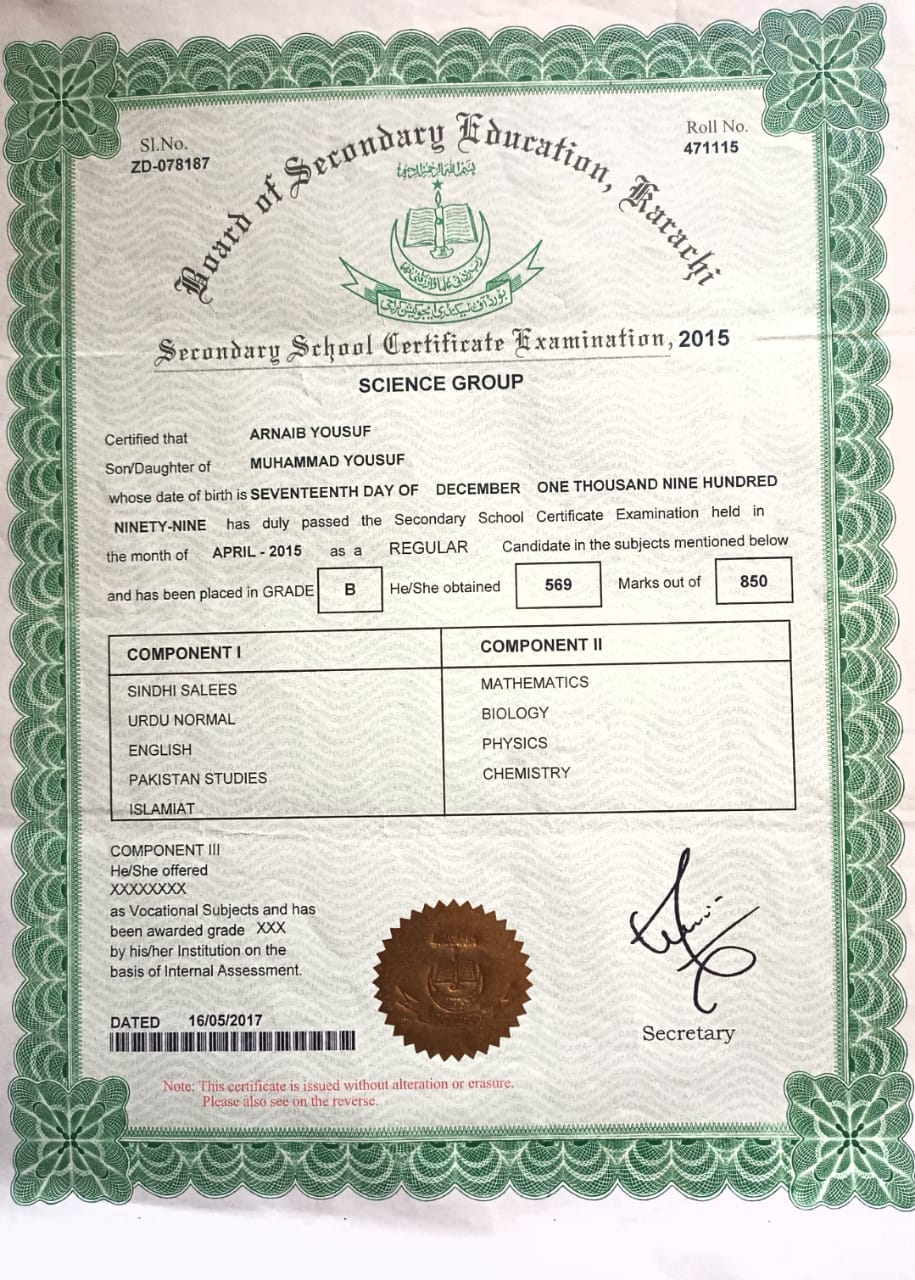 Sl.No.
ZD-078187
Roll No.
471115
Board of Secondary Education, Karachi
بورڈ آف سیکنڈری ایجوکیشن کراچی
Secondary School Certificate Examination, 2015
SCIENCE GROUP
Certified that ARNAIB YOUSUF
Son/Daughter of MUHAMMAD YOUSUF
whose date of birth is SEVENTEENTH DAY OF DECEMBER ONE THOUSAND NINE HUNDRED
NINETY-NINE has duly passed the Secondary School Certificate Examination held in
the month of APRIL - 2015 as a REGULAR Candidate in the subjects mentioned below
and has been placed in GRADE B He/She obtained 569 Marks out of 850
COMPONENT I
SINDHI SALEES
URDU NORMAL
ENGLISH
PAKISTAN STUDIES
ISLAMIAT
COMPONENT II
MATHEMATICS
BIOLOGY
PHYSICS
CHEMISTRY
COMPONENT III
He/She offered
XXXXXXXX
as Vocational Subjects and has
been awarded grade XXX
by his/her Institution on the
basis of Internal Assessment.
DATED 16/05/2017
Secretary
Note: This certificate is issued without alteration or erasure.
Please also see on the reverse.